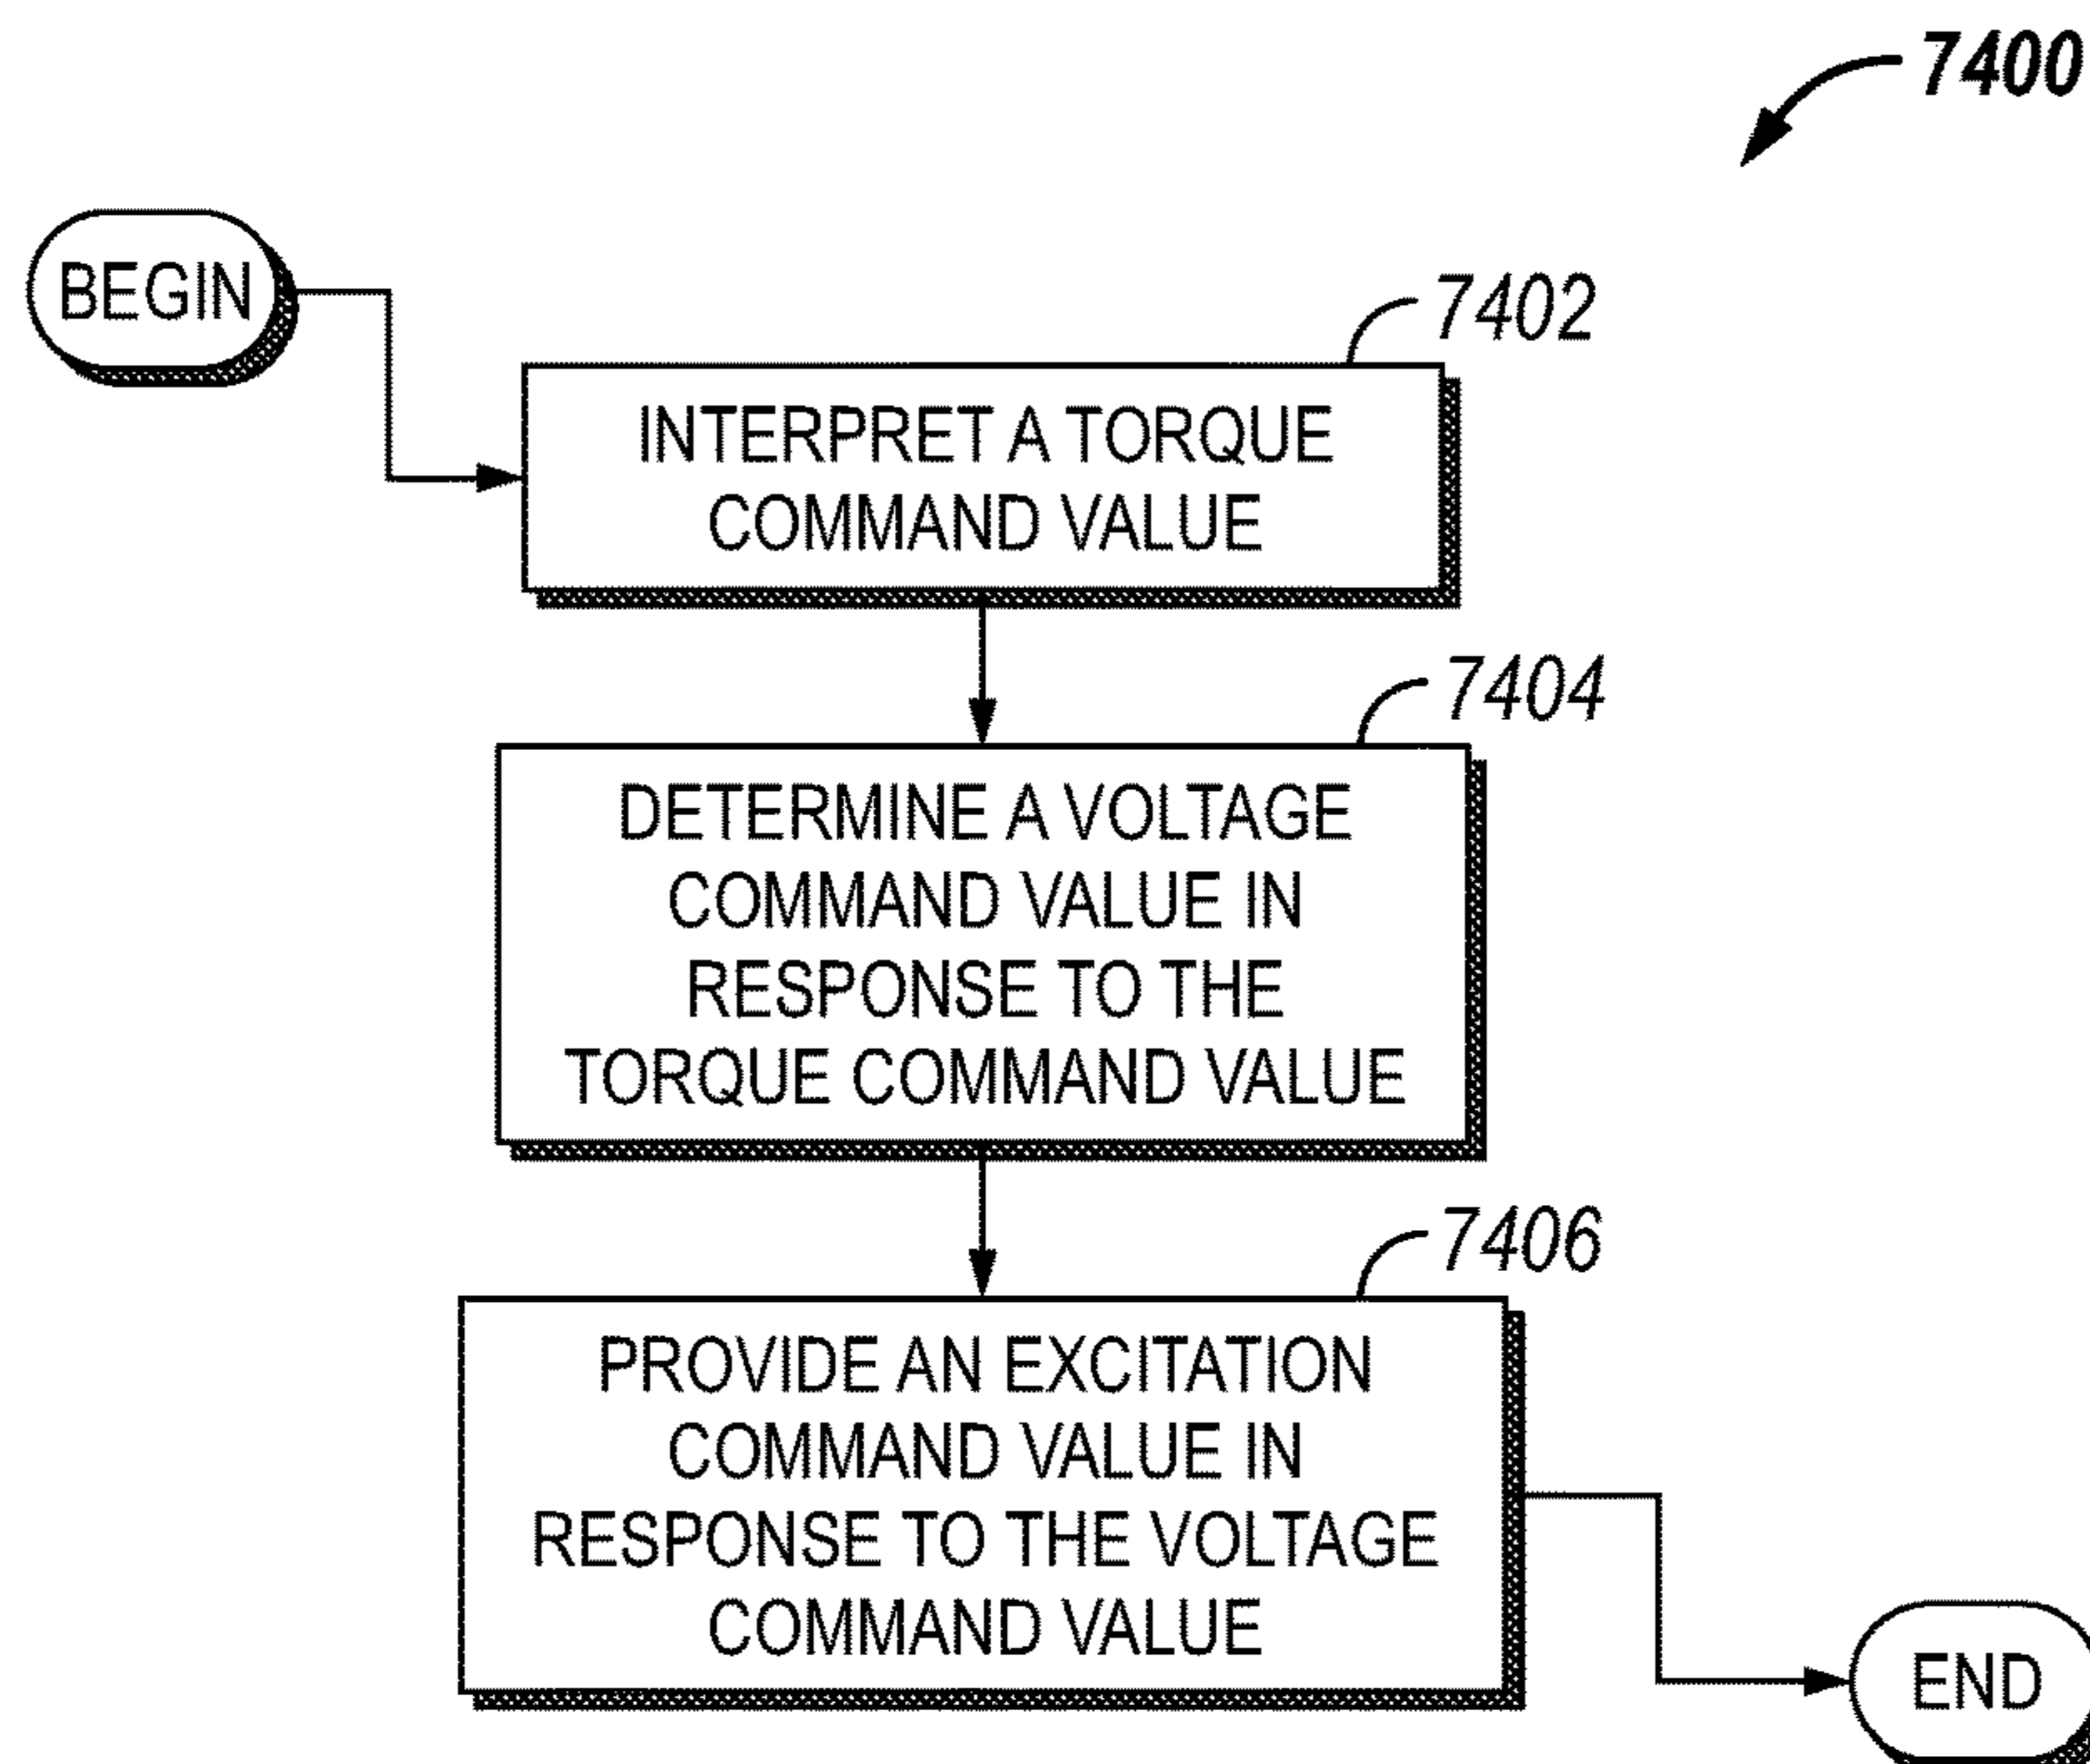 7400
BEGIN
7402
INTERPRET A TORQUE
COMMAND VALUE
7404
DETERMINE A VOLTAGE
COMMAND VALUE IN
RESPONSE TO THE
TORQUE COMMAND VALUE
7406
PROVIDE AN EXCITATION
COMMAND VALUE IN
RESPONSE TO THE VOLTAGE
COMMAND VALUE
END